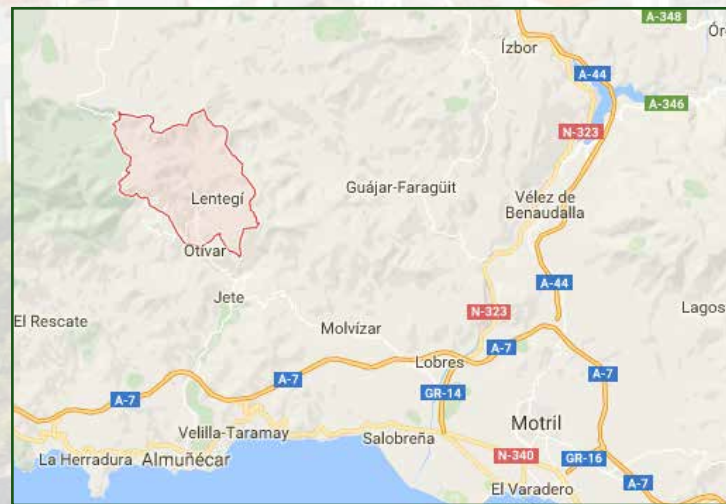 A-348
Ór
Ízbor
A-44
A-346
N-323
Lentegí
Guájar-Faragüit
Vélez de
Benaudalla
Otívar
A-44
Jete
N-323
Lagos
El Rescate
Molvízar
A-7
Lobres
A-7
A-7
A-7
GR-14
Motril
Velilla-Taramay
Salobreña
La Herradura
Almuñécar
N-340
GR-16
El Varadero